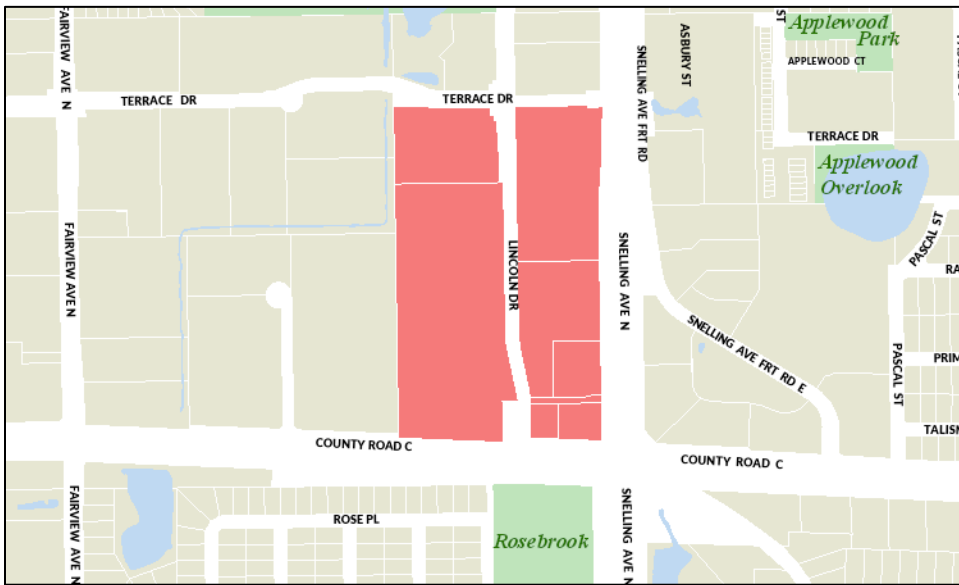 FAIRVIEW AVE N
TERRACE DR
TERRACE DR
SNELLING AVE FRT RD
ASBURY ST
ST
Applewood
Park
APPLEWOOD CT
TERRACE DR
Applewood
Overlook
FAIRVIEW AVE N
LINCOLN DR
SNELLING AVE N
PASCAL ST
RA
SNELLING AVE FRT RD E
PASCAL ST
PRIM
TALISM
COUNTY ROAD C
COUNTY ROAD C
FAIRVIEW AVE N
ROSE PL
Rosebrook
SNELLING AVE N